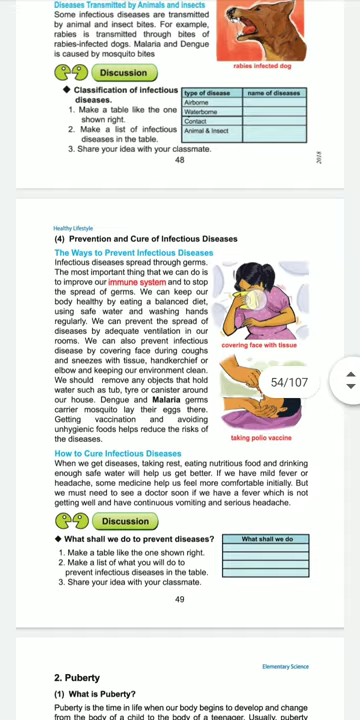 Diseases Transmitted by Animals and insects
Some infectious diseases are transmitted
by animal and insect bites. For example,
rabies is transmitted through bites of
rabies-infected dogs. Malaria and Dengue
is caused by mosquito bites
rabies infected dog
Discussion
◆ Classification of infectious
diseases.
1. Make a table like the one
shown right.
2. Make a list of infectious
diseases in the table.
3. Share your idea with your classmate.
type of disease name of diseases
Airborne
Waterborne
Contact
Animal & Insect
48
2018
Healthy Lifestyle
(4) Prevention and Cure of Infectious Diseases
The Ways to Prevent Infectious Diseases
Infectious diseases spread through germs.
The most important thing that we can do is
to improve our immune system and to stop
the spread of germs. We can keep our
body healthy by eating a balanced diet,
using safe water and washing hands
regularly. We can prevent the spread of
diseases by adequate ventilation in our
rooms. We can also prevent infectious
disease by covering face during coughs
and sneezes with tissue, handkerchief or
elbow and keeping our environment clean.
We should remove any objects that hold
water such as tub, tyre or canister around
our house. Dengue and Malaria germs
carrier mosquito lay their eggs there.
Getting vaccination and avoiding
unhygienic foods helps reduce the risks of
the diseases.
covering face with tissue
54/107
taking polio vaccine
How to Cure Infectious Diseases
When we get diseases, taking rest, eating nutritious food and drinking
enough safe water will help us get better. If we have mild fever or
headache, some medicine help us feel more comfortable initially. But
we must need to see a doctor soon if we have a fever which is not
getting well and have continuous vomiting and serious headache.
Discussion
◆ What shall we do to prevent diseases?
1. Make a table like the one shown right.
2. Make a list of what you will do to
prevent infectious diseases in the table.
3. Share your idea with your classmate.
What shall we do
49
Elementary Science
2. Puberty
(1) What is Puberty?
Puberty is the time in life when our body begins to develop and change
from the body of a child to the body of a teenager. Usually, puberty